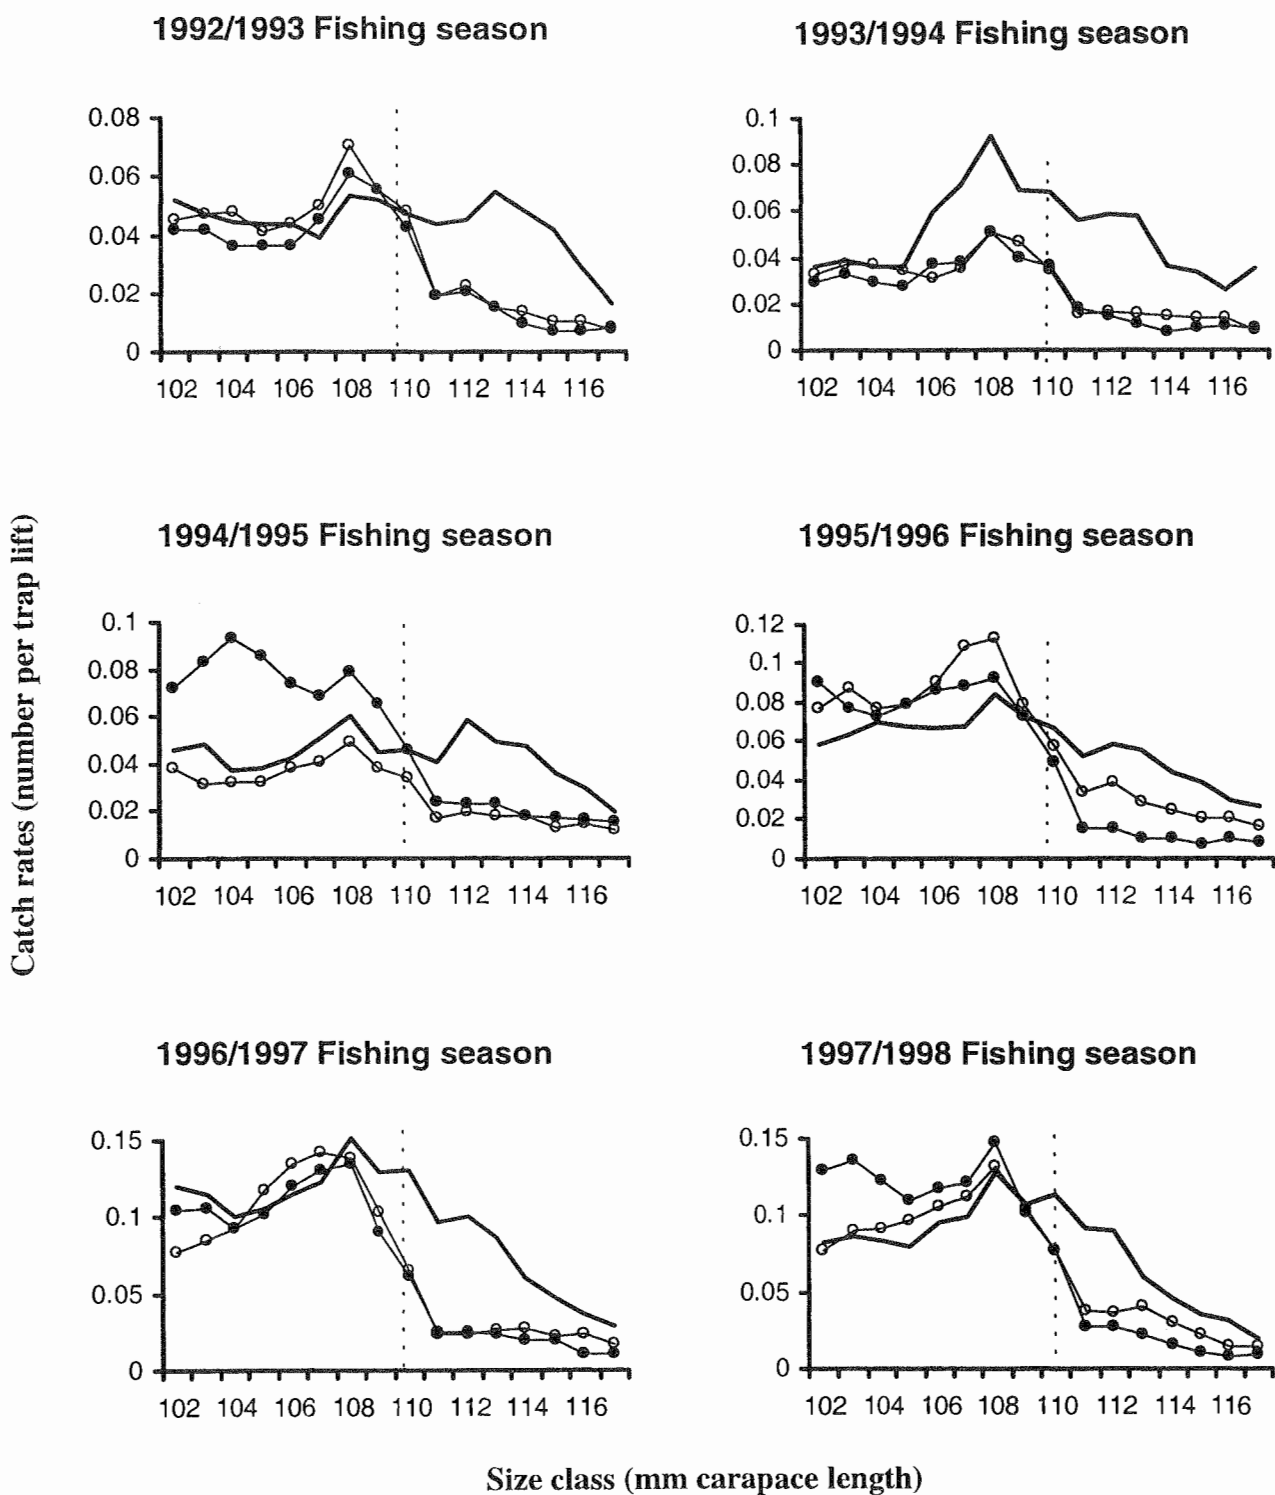 1992/1993 Fishing season
0.08
0.06
0.04
0.02
0
102 104 106 108 110 112 114 116
1993/1994 Fishing season
0.1
0.08
0.06
0.04
0.02
0
102 104 106 108 110 112 114 116
Catch rates (number per trap lift)
1994/1995 Fishing season
0.1
0.08
0.06
0.04
0.02
0
102 104 106 108 110 112 114 116
1995/1996 Fishing season
0.12
0.1
0.08
0.06
0.04
0.02
0
102 104 106 108 110 112 114 116
1996/1997 Fishing season
0.15
0.1
0.05
0
102 104 106 108 110 112 114 116
1997/1998 Fishing season
0.15
0.1
0.05
0
102 104 106 108 110 112 114 116
Size class (mm carapace length)